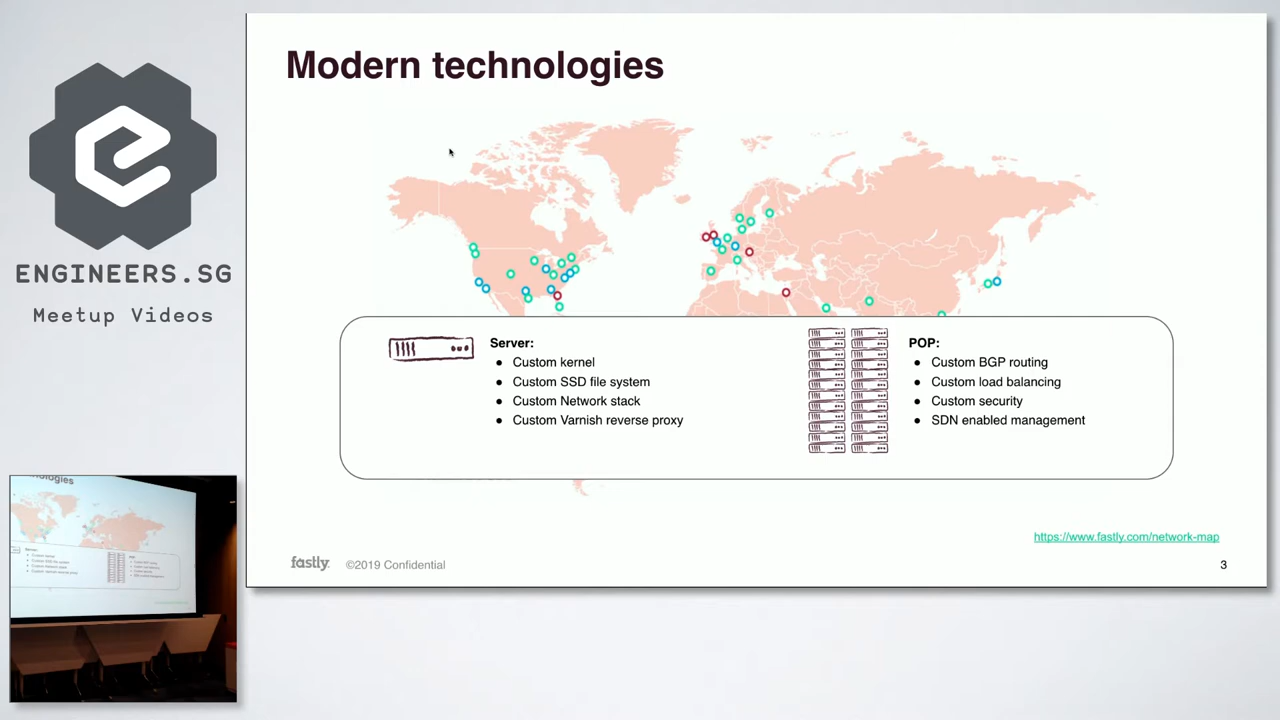 Modern technologies
ENGINEERS.SG
Meetup Videos
Server:
● Custom kernel
● Custom SSD file system
● Custom Network stack
● Custom Varnish reverse proxy
POP:
● Custom BGP routing
● Custom load balancing
● Custom security
● SDN enabled management
https://www.fastly.com/network-map
fastly
©2019 Confidential
3